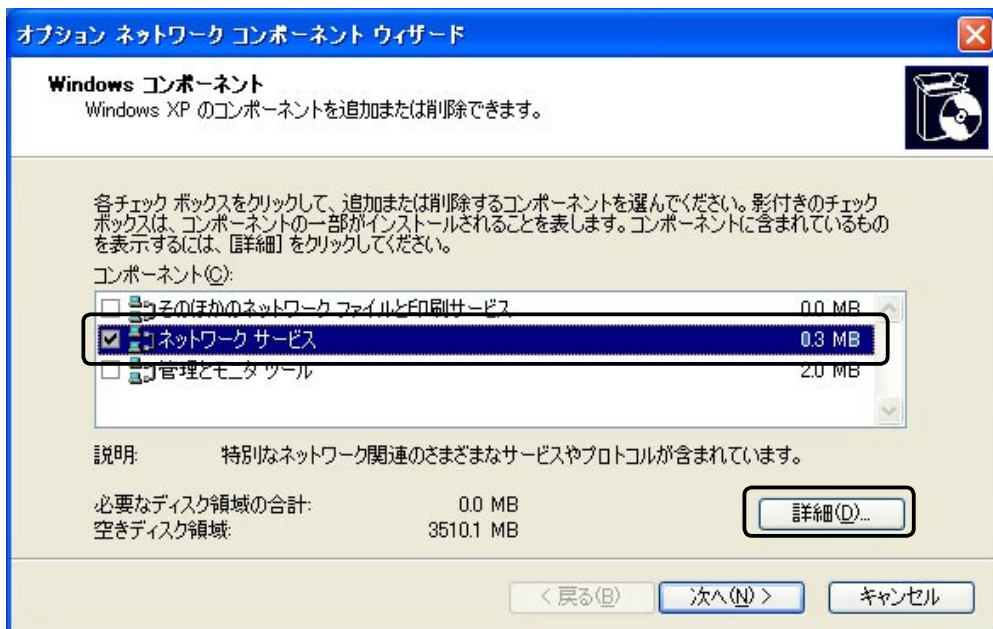 オプション ネットワーク コンポーネント ウィザード
Windows コンポーネント
Windows XP のコンポーネントを追加または削除できます。
各チェック ボックスをクリックして、追加または削除するコンポーネントを選んでください。影付きのチェック
ボックスは、コンポーネントの一部がインストールされることを表します。コンポーネントに含まれているもの
を表示するには、[詳細] をクリックしてください。
コンポーネント(C):
そのほかのネットワーク ファイルと印刷サービス 0.0 MB
ネットワーク サービス 0.3 MB
管理とモニタ ツール 2.0 MB
説明: 特別なネットワーク関連のさまざまなサービスやプロトコルが含まれています。
必要なディスク領域の合計: 0.0 MB
空きディスク領域: 3510.1 MB
詳細(D)...
< 戻る(B) 次へ(N) > キャンセル